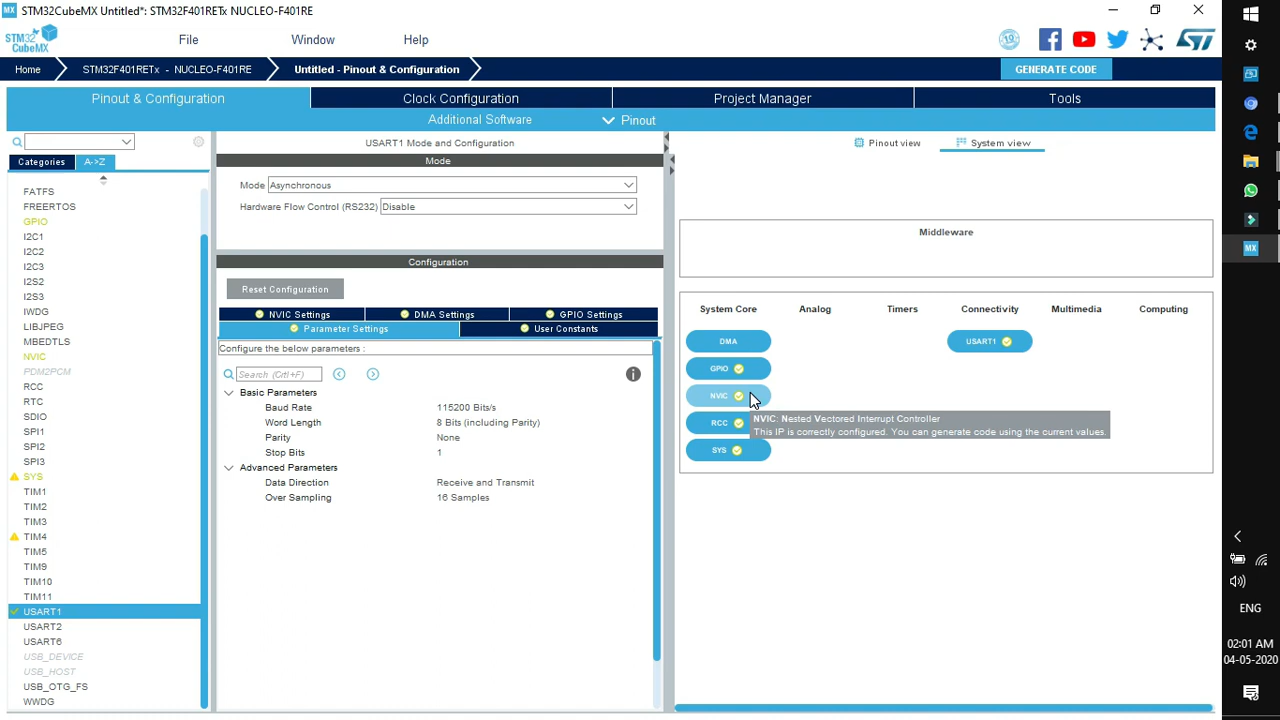 MX STM32CubeMX Untitled*: STM32F401RETx NUCLEO-F401RE
STM32
CubeMX
File
Window
Help
19
Home
STM32F401RETx - NUCLEO-F401RE
Untitled - Pinout & Configuration
GENERATE CODE
Pinout & Configuration
Clock Configuration
Project Manager
Tools
Additional Software
Pinout
Categories
A->Z
FATFS
FREERTOS
GPIO
I2C1
I2C2
I2C3
I2S2
I2S3
IWDG
LIBJPEG
MBEDTLS
NVIC
PDM2PCM
RCC
RTC
SDIO
SPI1
SPI2
SPI3
SYS
TIM1
TIM2
TIM3
TIM4
TIM5
TIM9
TIM10
TIM11
USART1
USART2
USART6
USB_DEVICE
USB_HOST
USB_OTG_FS
WWDG
USART1 Mode and Configuration
Mode
Mode Asynchronous
Hardware Flow Control (RS232) Disable
Configuration
Reset Configuration
NVIC Settings
DMA Settings
GPIO Settings
Parameter Settings
User Constants
Configure the below parameters :
Search (Crtl+F)
Basic Parameters
Baud Rate 115200 Bits/s
Word Length 8 Bits (including Parity)
Parity None
Stop Bits 1
Advanced Parameters
Data Direction Receive and Transmit
Over Sampling 16 Samples
Pinout view
System view
Middleware
System Core
Analog
Timers
Connectivity
Multimedia
Computing
DMA
USART1
GPIO
NVIC
NVIC: Nested Vectored Interrupt Controller
This IP is correctly configured. You can generate code using the current values.
RCC
SYS
MX
ENG
02:01 AM
04-05-2020